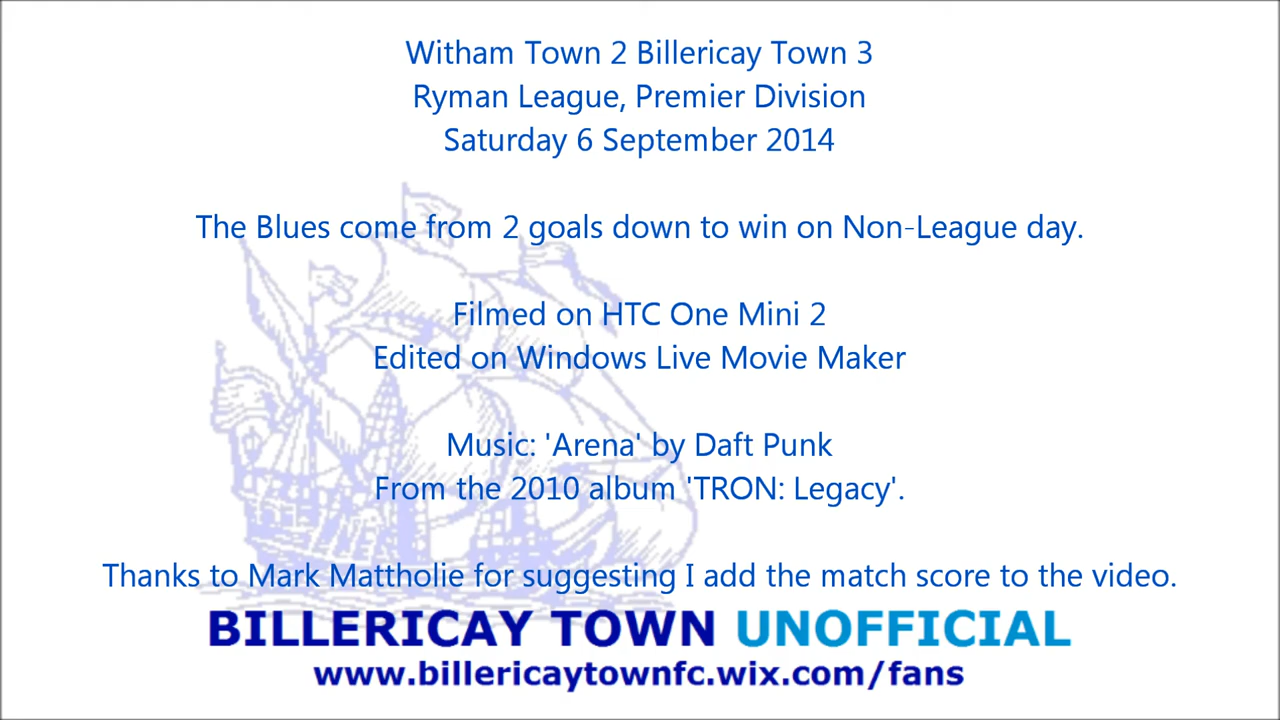 Witham Town 2 Billericay Town 3
Ryman League, Premier Division
Saturday 6 September 2014
The Blues come from 2 goals down to win on Non-League day.
Filmed on HTC One Mini 2
Edited on Windows Live Movie Maker
Music: 'Arena' by Daft Punk
From the 2010 album 'TRON: Legacy'.
Thanks to Mark Mattholie for suggesting I add the match score to the video.
BILLERICAY TOWN UNOFFICIAL
www.billericaytownfc.wix.com/fans